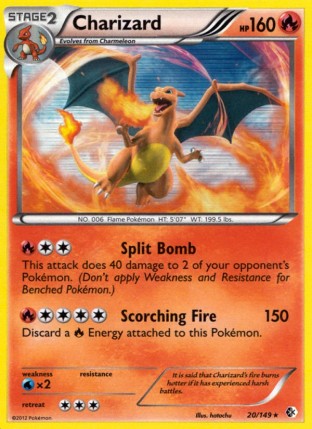 STAGE2
Charizard
HP160
Evolves from Charmeleon
NO. 006 Flame Pokémon HT: 5'07" WT: 199.5 lbs.
Split Bomb
This attack does 40 damage to 2 of your opponent's
Pokémon. (Don't apply Weakness and Resistance for
Benched Pokémon.)
Scorching Fire 150
Discard a Energy attached to this Pokémon.
weakness resistance
×2
retreat
It is said that Charizard's fire burns
hotter if it has experienced harsh
battles.
©2012 Pokémon
Illus. hatachu
20/149 ★